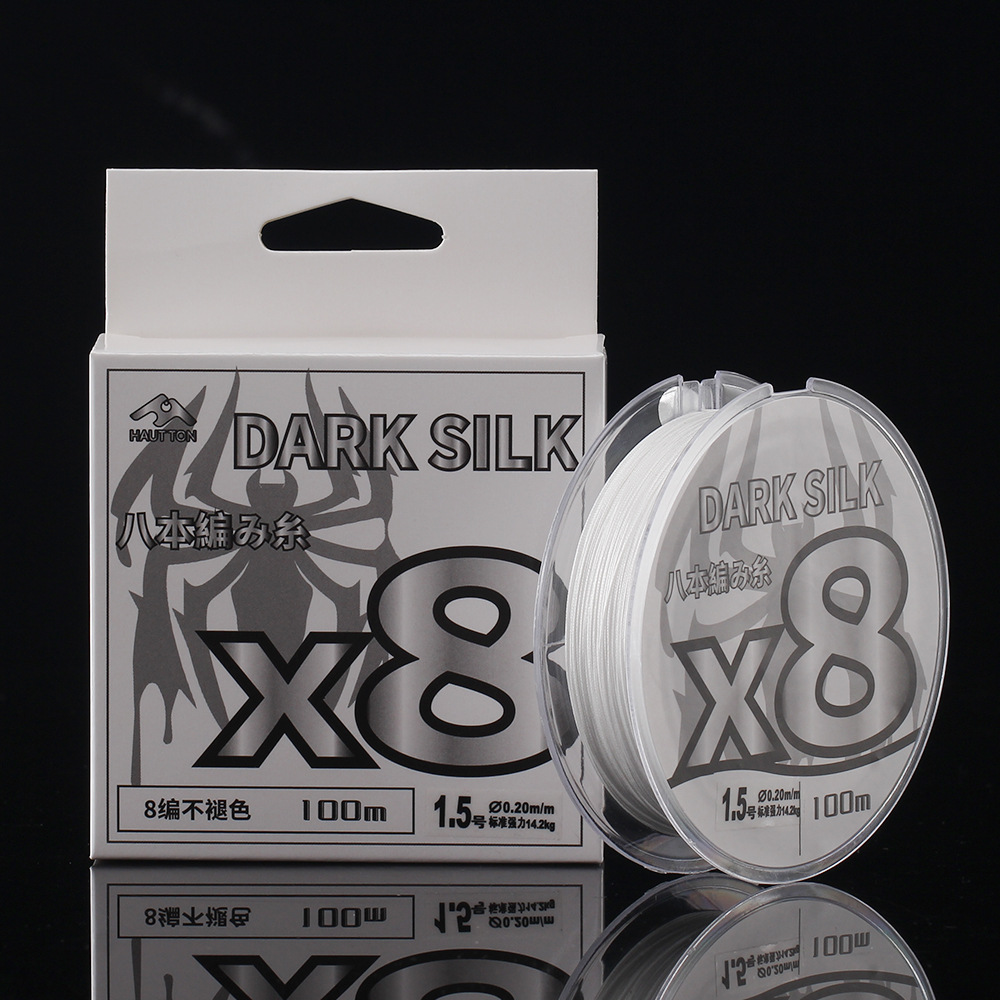 HAUTTON
DARK SILK
八本編み糸
x8
8编不褪色 100m
1.5号 Ø0.20m/m
标准强力14.2kg
DARK SILK
八本編み糸
x8
1.5号 Ø0.20m/m
标准强力14.2kg
100m